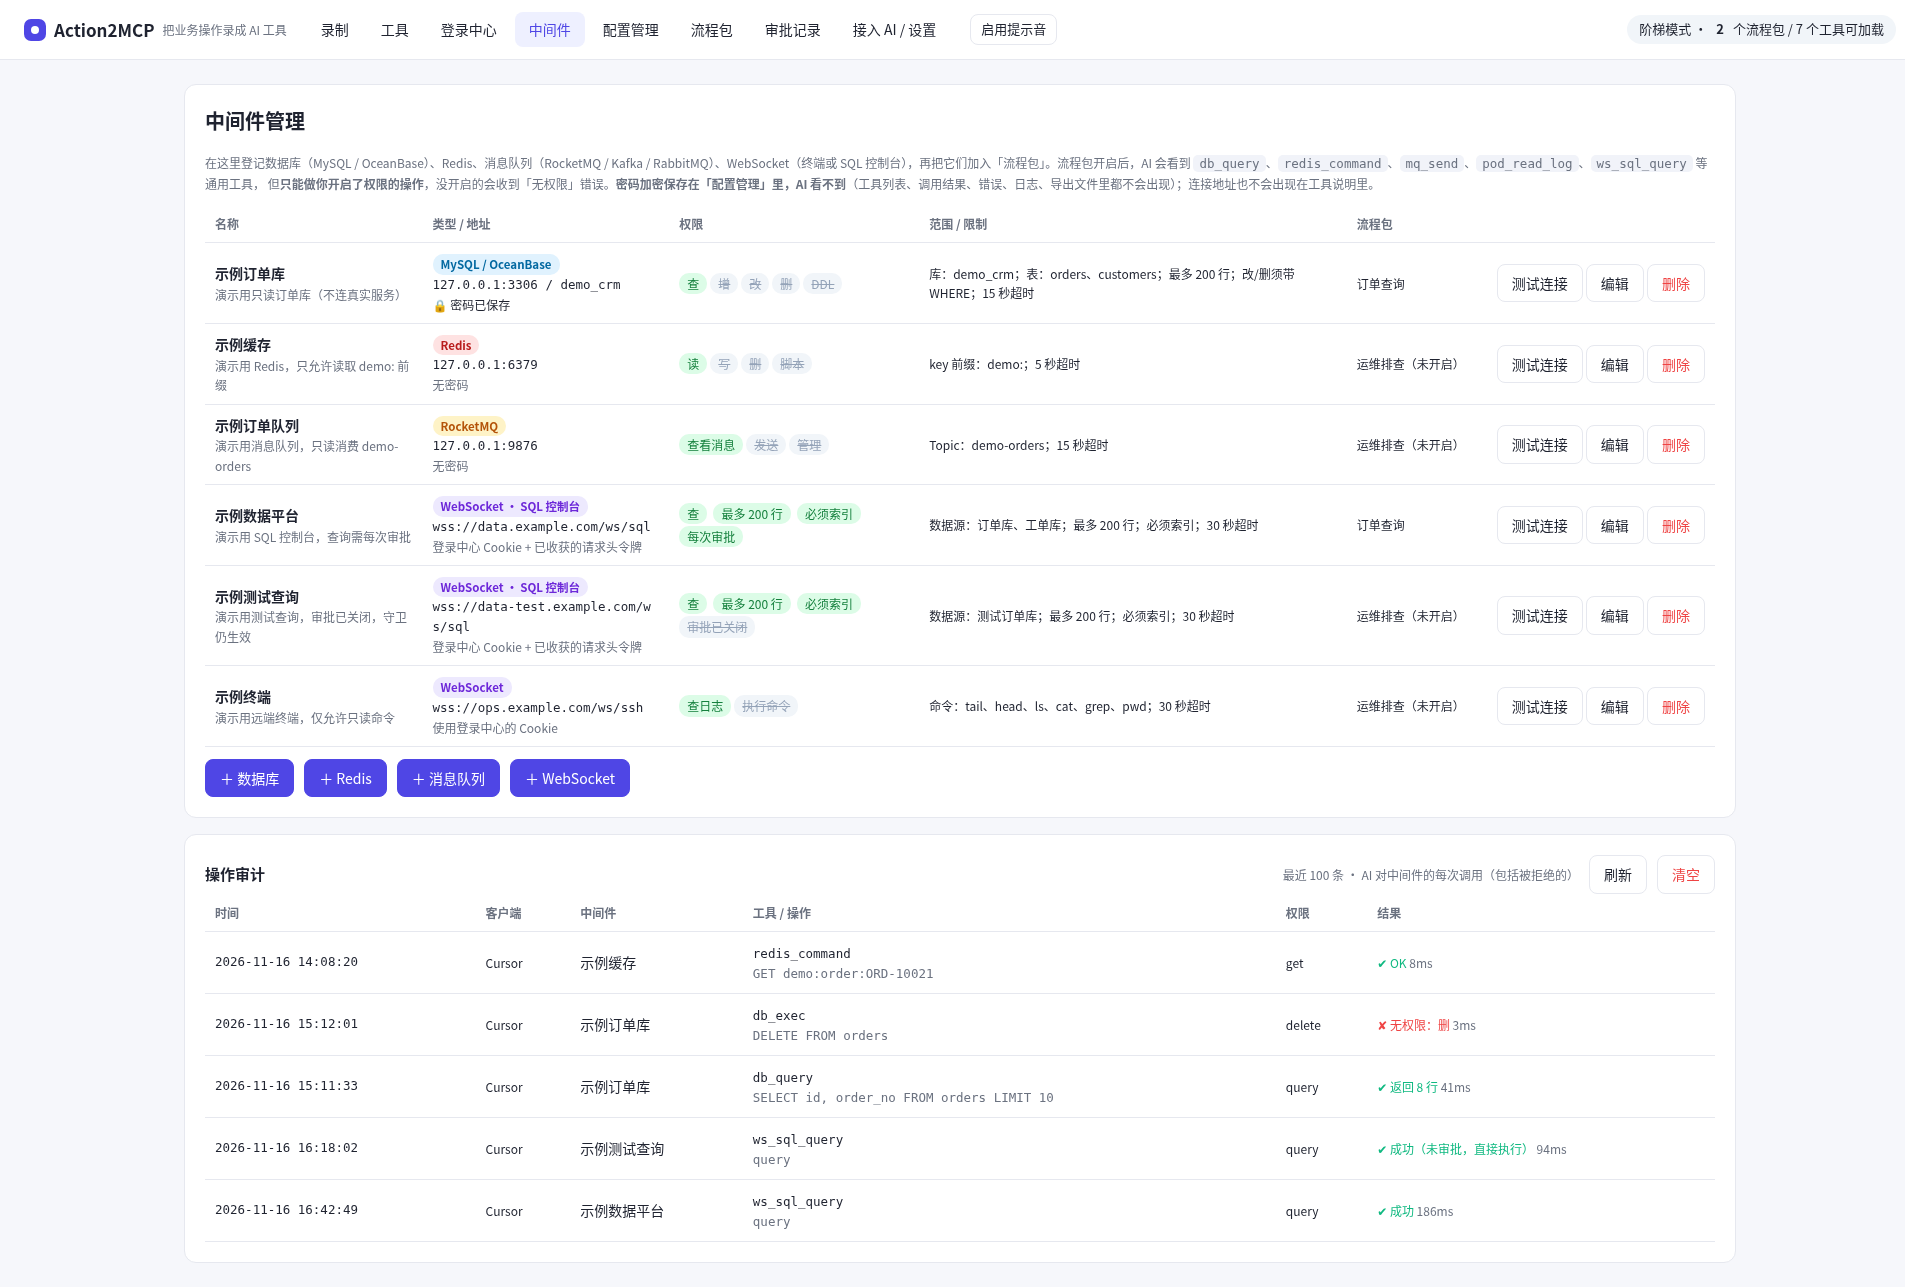 Action2MCP 把业务操作录成 AI 工具 录制 工具 登录中心 中间件 配置管理 流程包 审批记录 接入 AI / 设置 启用提示音 阶梯模式 · 2 个流程包 / 7 个工具可加载
中间件管理
在这里登记数据库（MySQL / OceanBase）、Redis、消息队列（RocketMQ / Kafka / RabbitMQ）、WebSocket（终端或 SQL 控制台），再把它们加入「流程包」。流程包开启后，AI 会看到 db_query、redis_command、mq_send、pod_read_log、ws_sql_query 等
通用工具， 但只能做你开启了权限的操作，没开启的会收到「无权限」错误。密码加密保存在「配置管理」里，AI 看不到（工具列表、调用结果、错误、日志、导出文件里都不会出现）；连接地址也不会出现在工具说明里。
名称 类型 / 地址 权限 范围 / 限制 流程包
示例订单库
演示用只读订单库（不连真实服务）
MySQL / OceanBase
127.0.0.1:3306 / demo_crm
🔒 密码已保存
查 增 改 删 DDL
库：demo_crm；表：orders、customers；最多 200 行；改/删须带
WHERE；15 秒超时
订单查询
测试连接 编辑 删除
示例缓存
演示用 Redis，只允许读取 demo: 前
缀
Redis
127.0.0.1:6379
无密码
读 写 删 脚本
key 前缀：demo:；5 秒超时
运维排查（未开启）
测试连接 编辑 删除
示例订单队列
演示用消息队列，只读消费 demo-
orders
RocketMQ
127.0.0.1:9876
无密码
查看消息 发送 管理
Topic：demo-orders；15 秒超时
运维排查（未开启）
测试连接 编辑 删除
示例数据平台
演示用 SQL 控制台，查询需每次审批
WebSocket · SQL 控制台
wss://data.example.com/ws/sql
登录中心 Cookie + 已收获的请求头令牌
查 最多 200 行 必须索引
每次审批
数据源：订单库、工单库；最多 200 行；必须索引；30 秒超时
订单查询
测试连接 编辑 删除
示例测试查询
演示用测试查询，审批已关闭，守卫
仍生效
WebSocket · SQL 控制台
wss://data-test.example.com/w
s/sql
登录中心 Cookie + 已收获的请求头令牌
查 最多 200 行 必须索引
审批已关闭
数据源：测试订单库；最多 200 行；必须索引；30 秒超时
运维排查（未开启）
测试连接 编辑 删除
示例终端
演示用远端终端，仅允许只读命令
WebSocket
wss://ops.example.com/ws/ssh
使用登录中心的 Cookie
查日志 执行命令
命令：tail、head、ls、cat、grep、pwd；30 秒超时
运维排查（未开启）
测试连接 编辑 删除
＋ 数据库 ＋ Redis ＋ 消息队列 ＋ WebSocket
操作审计 最近 100 条 · AI 对中间件的每次调用（包括被拒绝的） 刷新 清空
时间 客户端 中间件 工具 / 操作 权限 结果
2026-11-16 14:08:20 Cursor 示例缓存 redis_command get ✔ OK 8ms
GET demo:order:ORD-10021
2026-11-16 15:12:01 Cursor 示例订单库 db_exec delete ✘ 无权限：删 3ms
DELETE FROM orders
2026-11-16 15:11:33 Cursor 示例订单库 db_query query ✔ 返回 8 行 41ms
SELECT id, order_no FROM orders LIMIT 10
2026-11-16 16:18:02 Cursor 示例测试查询 ws_sql_query query ✔ 成功（未审批，直接执行） 94ms
query
2026-11-16 16:42:49 Cursor 示例数据平台 ws_sql_query query ✔ 成功 186ms
query